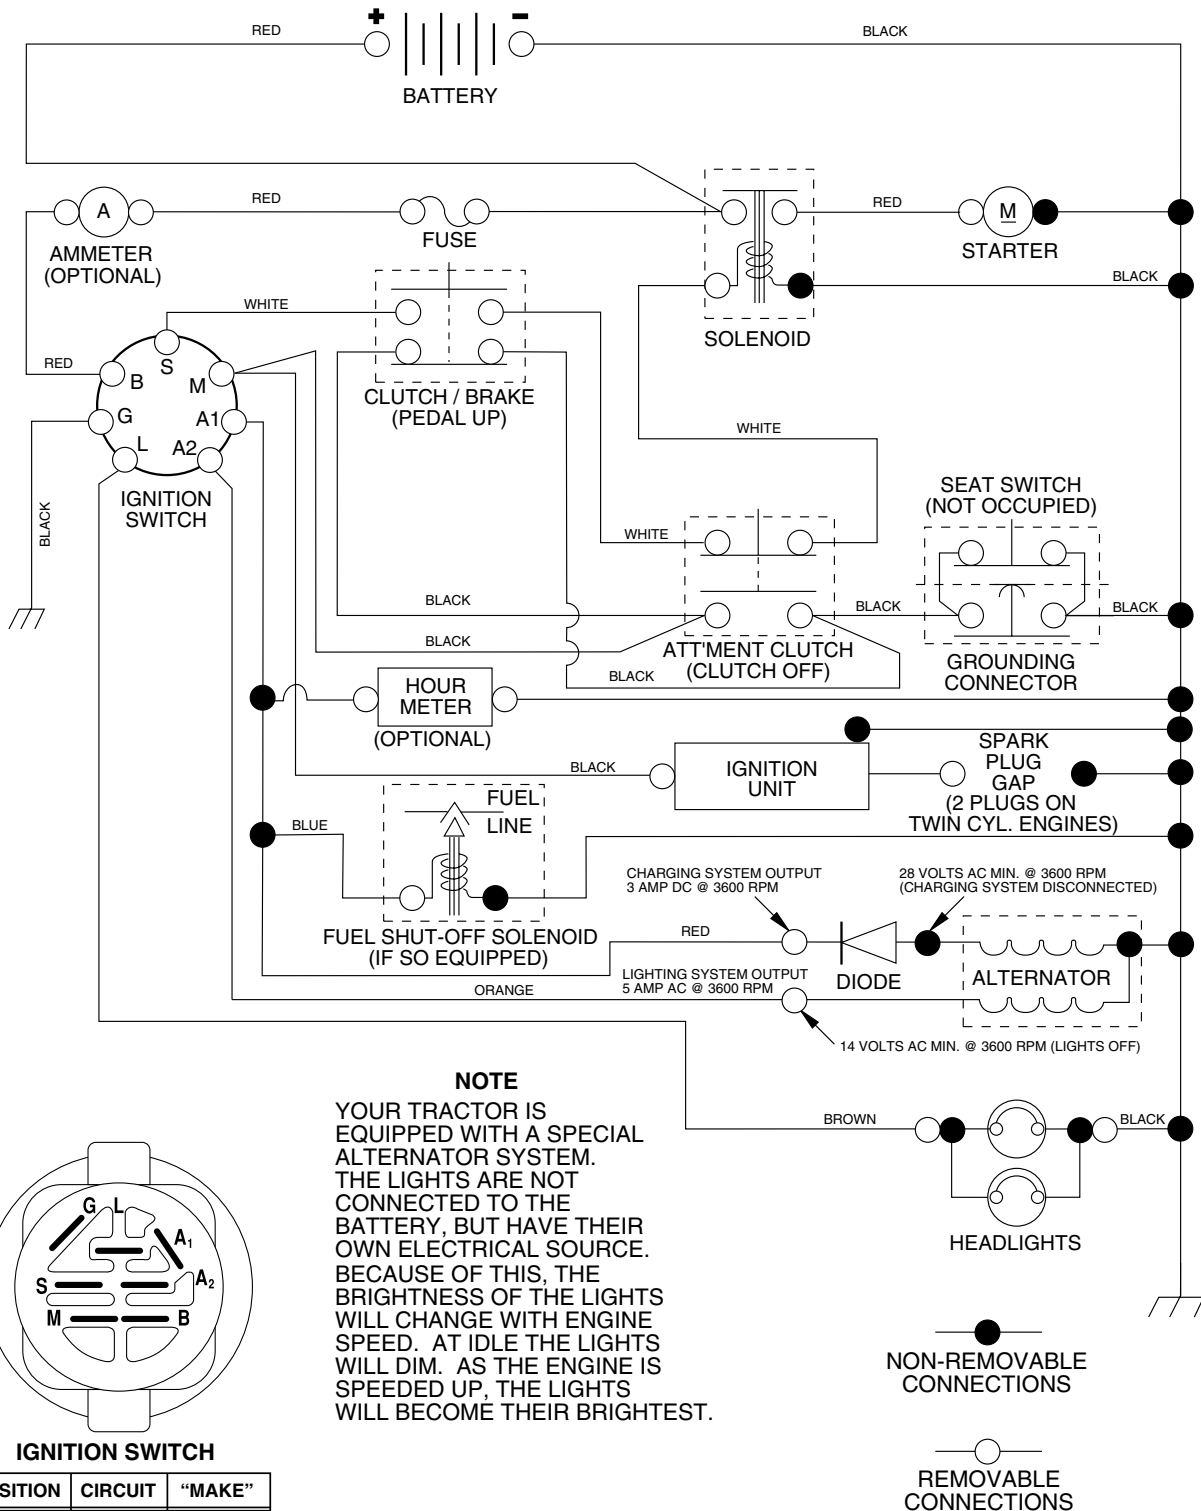 + -
RED
BLACK
BATTERY
RED
A
FUSE
RED
M
AMMETER
(OPTIONAL)
STARTER
BLACK
WHITE
SOLENOID
RED
S
B
M
G
A1
L
A2
CLUTCH / BRAKE
(PEDAL UP)
IGNITION
SWITCH
BLACK
WHITE
SEAT SWITCH
(NOT OCCUPIED)
WHITE
BLACK
BLACK
BLACK
BLACK
ATT'MENT CLUTCH
(CLUTCH OFF)
GROUNDING
CONNECTOR
BLACK
HOUR
METER
(OPTIONAL)
BLACK
IGNITION
UNIT
SPARK
PLUG
GAP
(2 PLUGS ON
TWIN CYL. ENGINES)
FUEL
LINE
BLUE
FUEL SHUT-OFF SOLENOID
(IF SO EQUIPPED)
CHARGING SYSTEM OUTPUT
3 AMP DC @ 3600 RPM
28 VOLTS AC MIN. @ 3600 RPM
(CHARGING SYSTEM DISCONNECTED)
RED
DIODE
ALTERNATOR
LIGHTING SYSTEM OUTPUT
5 AMP AC @ 3600 RPM
ORANGE
14 VOLTS AC MIN. @ 3600 RPM (LIGHTS OFF)
BROWN
BLACK
HEADLIGHTS
NOTE
YOUR TRACTOR IS
EQUIPPED WITH A SPECIAL
ALTERNATOR SYSTEM.
THE LIGHTS ARE NOT
CONNECTED TO THE
BATTERY, BUT HAVE THEIR
OWN ELECTRICAL SOURCE.
BECAUSE OF THIS, THE
BRIGHTNESS OF THE LIGHTS
WILL CHANGE WITH ENGINE
SPEED. AT IDLE THE LIGHTS
WILL DIM. AS THE ENGINE IS
SPEEDED UP, THE LIGHTS
WILL BECOME THEIR BRIGHTEST.
G L
A1
S A2
M B
IGNITION SWITCH
SITION CIRCUIT "MAKE"
NON-REMOVABLE
CONNECTIONS
REMOVABLE
CONNECTIONS